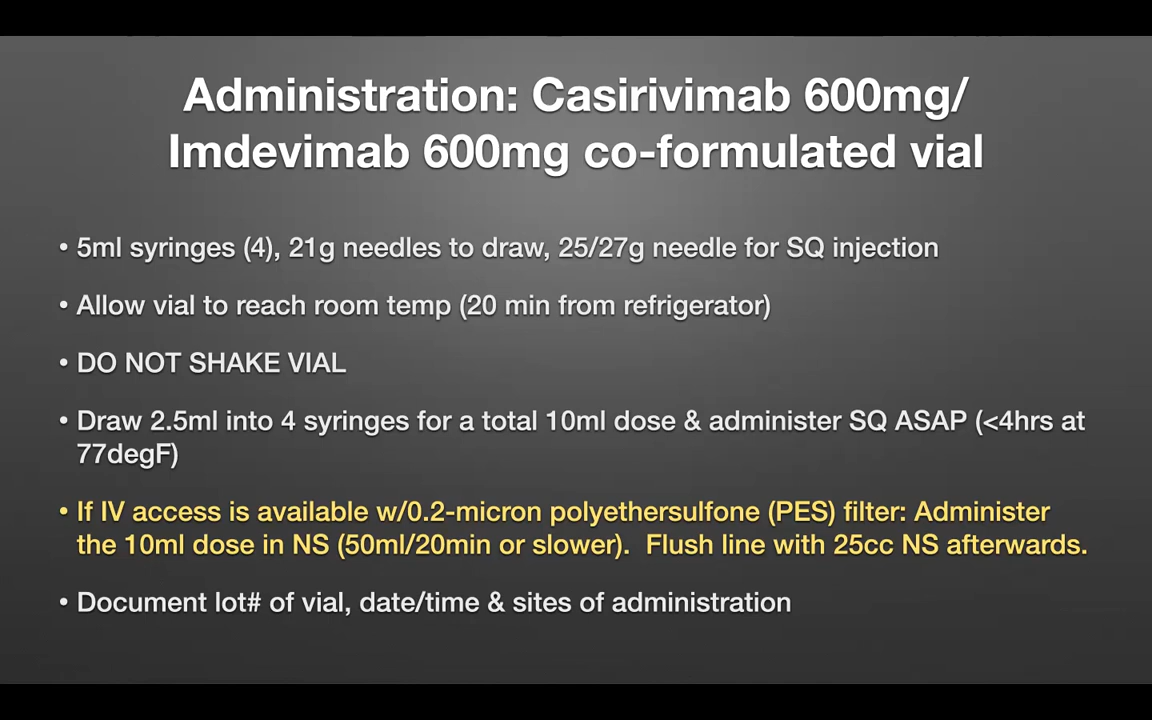 Administration: Casirivimab 600mg/
Imdevimab 600mg co-formulated vial
• 5ml syringes (4), 21g needles to draw, 25/27g needle for SQ injection
• Allow vial to reach room temp (20 min from refrigerator)
• DO NOT SHAKE VIAL
• Draw 2.5ml into 4 syringes for a total 10ml dose & administer SQ ASAP (<4hrs at
77degF)
• If IV access is available w/0.2-micron polyethersulfone (PES) filter: Administer
the 10ml dose in NS (50ml/20min or slower).  Flush line with 25cc NS afterwards.
• Document lot# of vial, date/time & sites of administration